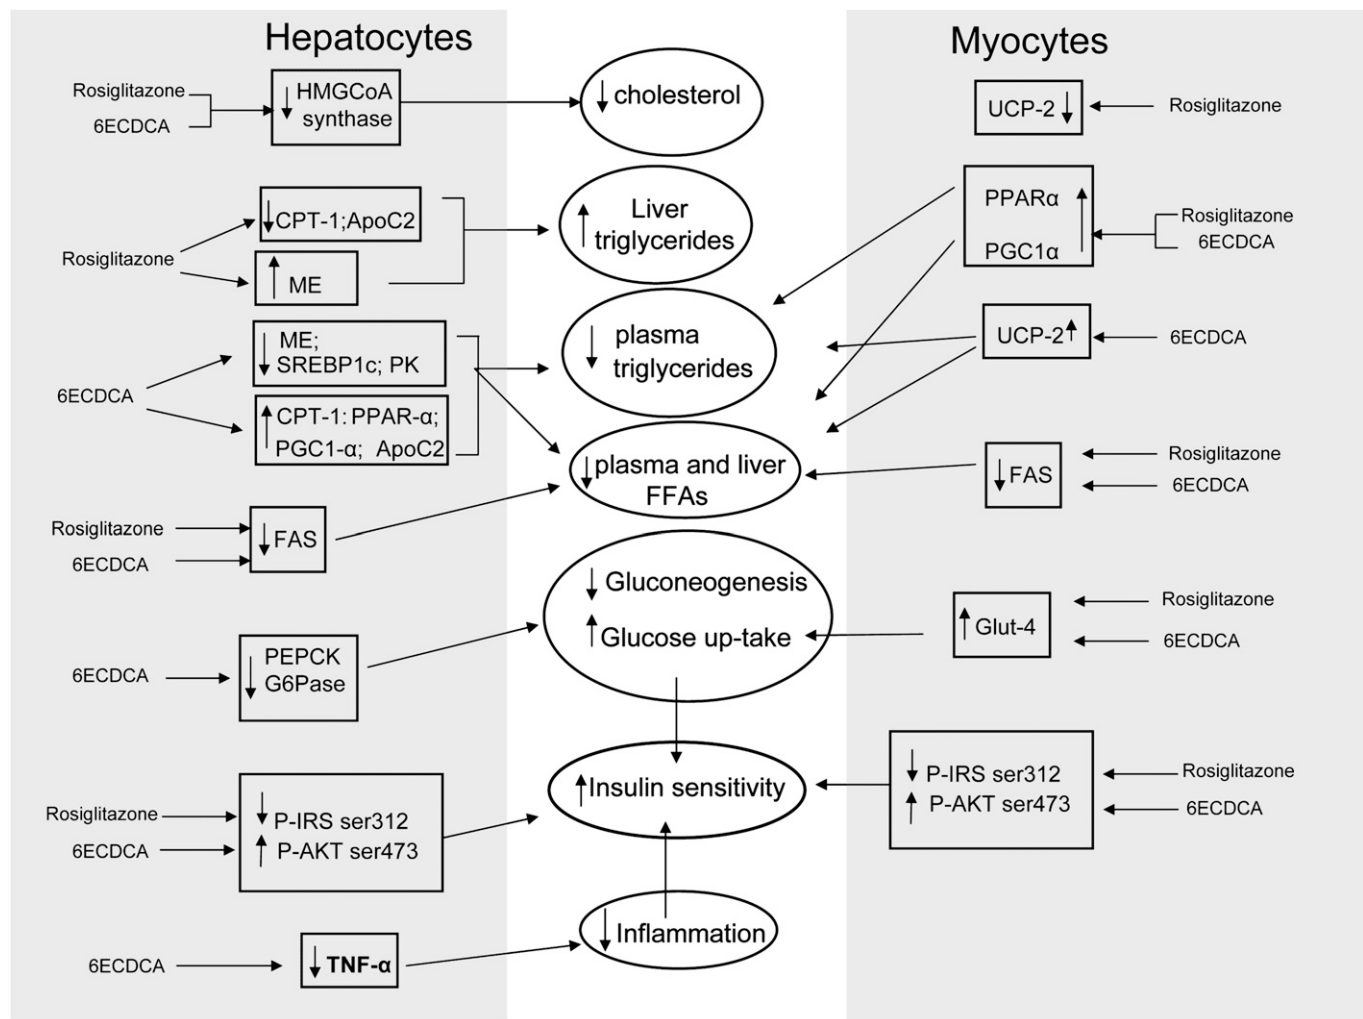 Hepatocytes
Rosiglitazone
6ECDCA
↓ HMGCoA
synthase
Rosiglitazone
↓ CPT-1;ApoC2
↑ ME
6ECDCA
↓ ME;
SREBP1c; PK
↑ CPT-1: PPAR-α;
PGC1-α; ApoC2
Rosiglitazone
6ECDCA
↓ FAS
6ECDCA
↓ PEPCK
G6Pase
Rosiglitazone
6ECDCA
↓ P-IRS ser312
↑ P-AKT ser473
6ECDCA
↓ TNF-α
↓ cholesterol
↑ Liver
triglycerides
↓ plasma
triglycerides
↓ plasma and liver
FFAs
↓ Gluconeogenesis
↑ Glucose up-take
↑ Insulin sensitivity
↓ Inflammation
Myocytes
UCP-2 ↓
Rosiglitazone
PPARα ↑
PGC1α
Rosiglitazone
6ECDCA
UCP-2 ↑
6ECDCA
↓ FAS
Rosiglitazone
6ECDCA
↑ Glut-4
Rosiglitazone
6ECDCA
↓ P-IRS ser312
↑ P-AKT ser473
Rosiglitazone
6ECDCA